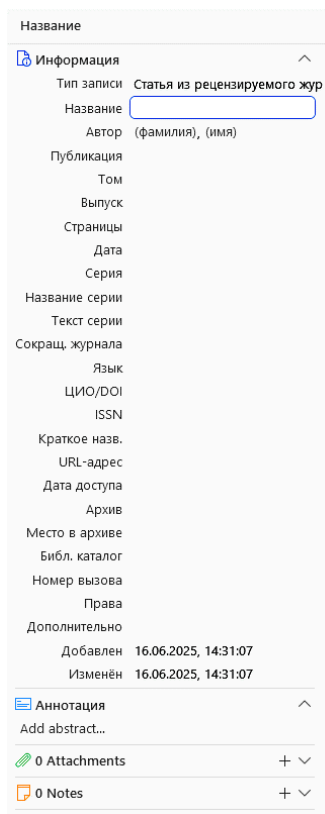 Название
Информация
Тип записи Статья из рецензируемого жур
Название
Автор (фамилия), (имя)
Публикация
Том
Выпуск
Страницы
Дата
Серия
Название серии
Текст серии
Сокращ. журнала
Язык
ЦИО/DOI
ISSN
Краткое назв.
URL-адрес
Дата доступа
Архив
Место в архиве
Библ. каталог
Номер вызова
Права
Дополнительно
Добавлен 16.06.2025, 14:31:07
Изменён 16.06.2025, 14:31:07
Аннотация
Add abstract...
0 Attachments
0 Notes